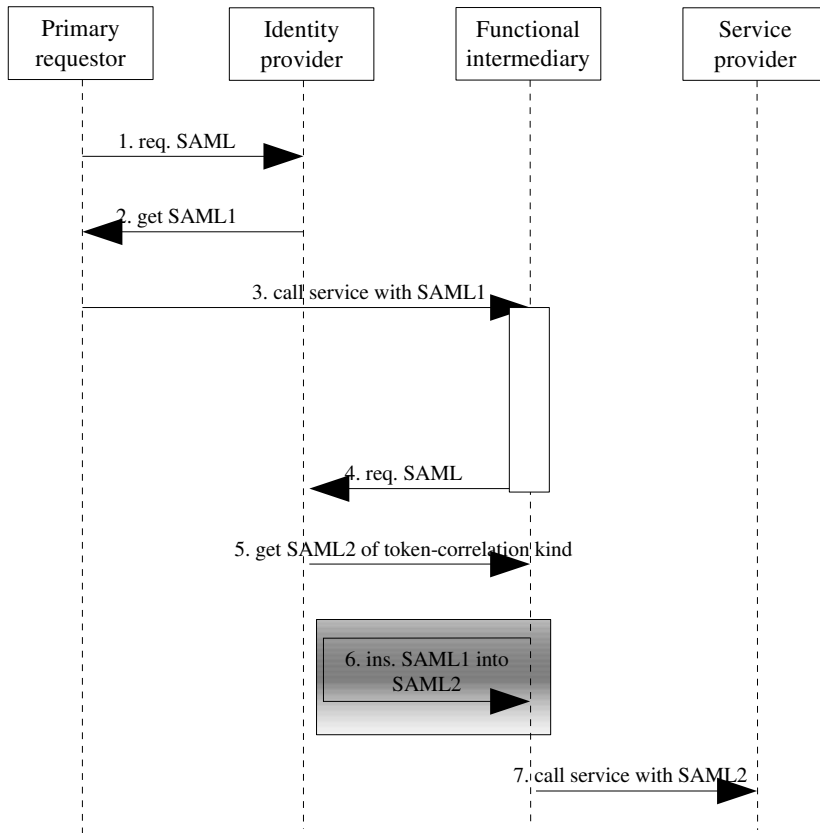 Primary
requestor
Identity
provider
Functional
intermediary
Service
provider
1. req. SAML
2. get SAML1
3. call service with SAML1
4. req. SAML
5. get SAML2 of token-correlation kind
6. ins. SAML1 into
SAML2
7. call service with SAML2